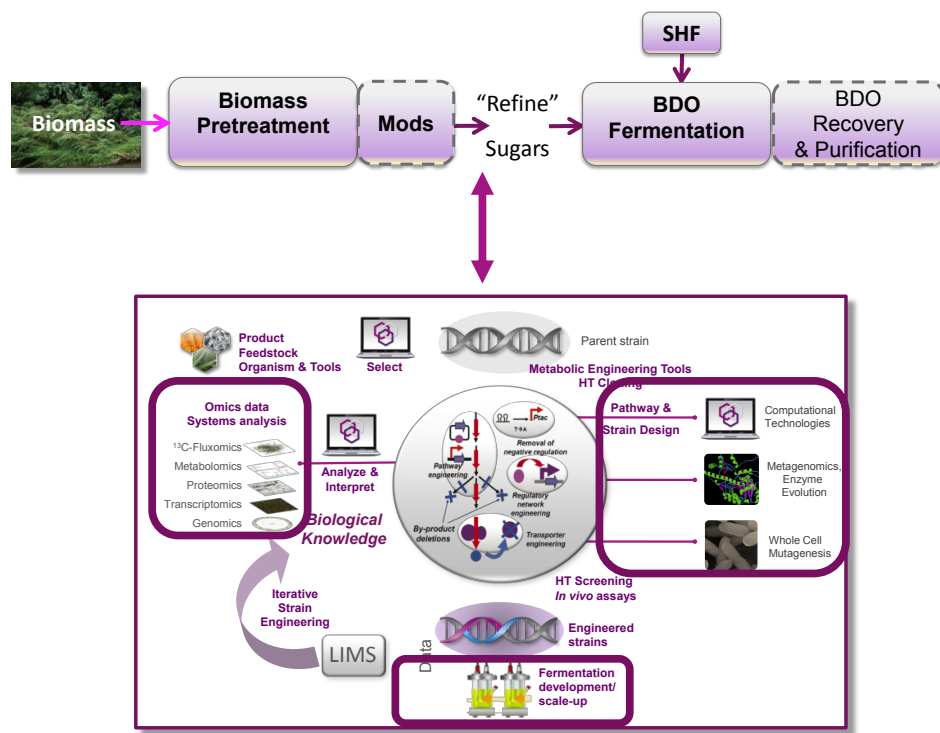 SHF
Biomass
Biomass
Pretreatment
Mods
“Refine”
Sugars
BDO
Fermentation
BDO
Recovery
& Purification
Product
Feedstock
Organism & Tools
Select
Parent strain
Metabolic Engineering Tools
HT Cloning
Omics data
Systems analysis
¹³C-Fluxomics
Metabolomics
Proteomics
Transcriptomics
Genomics
Analyze &
Interpret
Biological
Knowledge
Ptac
T→A
Removal of
negative regulation
Pathway
engineering
Regulatory
network
engineering
By-product
deletions
Transporter
engineering
Pathway &
Strain Design
Computational
Technologies
Metagenomics,
Enzyme
Evolution
Whole Cell
Mutagenesis
HT Screening
In vivo assays
Iterative
Strain
Engineering
LIMS
Data
Engineered
strains
Fermentation
development/
scale-up